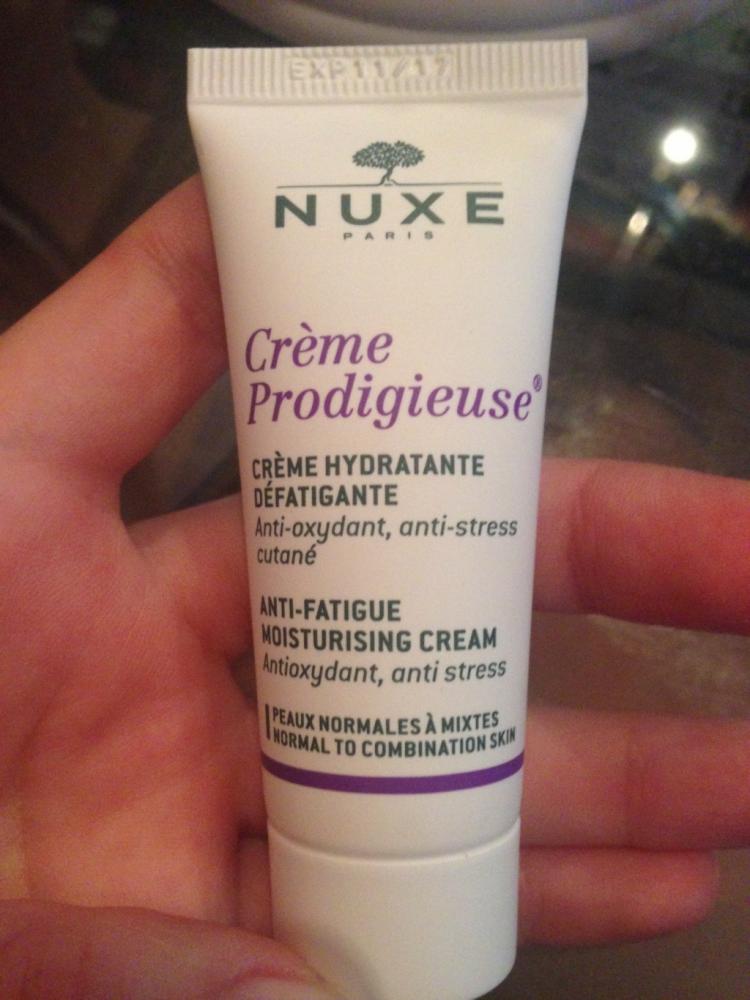 EXP11/17
NUXE
PARIS
Crème
Prodigieuse®
CRÈME HYDRATANTE
DÉFATIGANTE
Anti-oxydant, anti-stress
cutané
ANTI-FATIGUE
MOISTURISING CREAM
Antioxydant, anti stress
PEAUX NORMALES À MIXTES
NORMAL TO COMBINATION SKIN